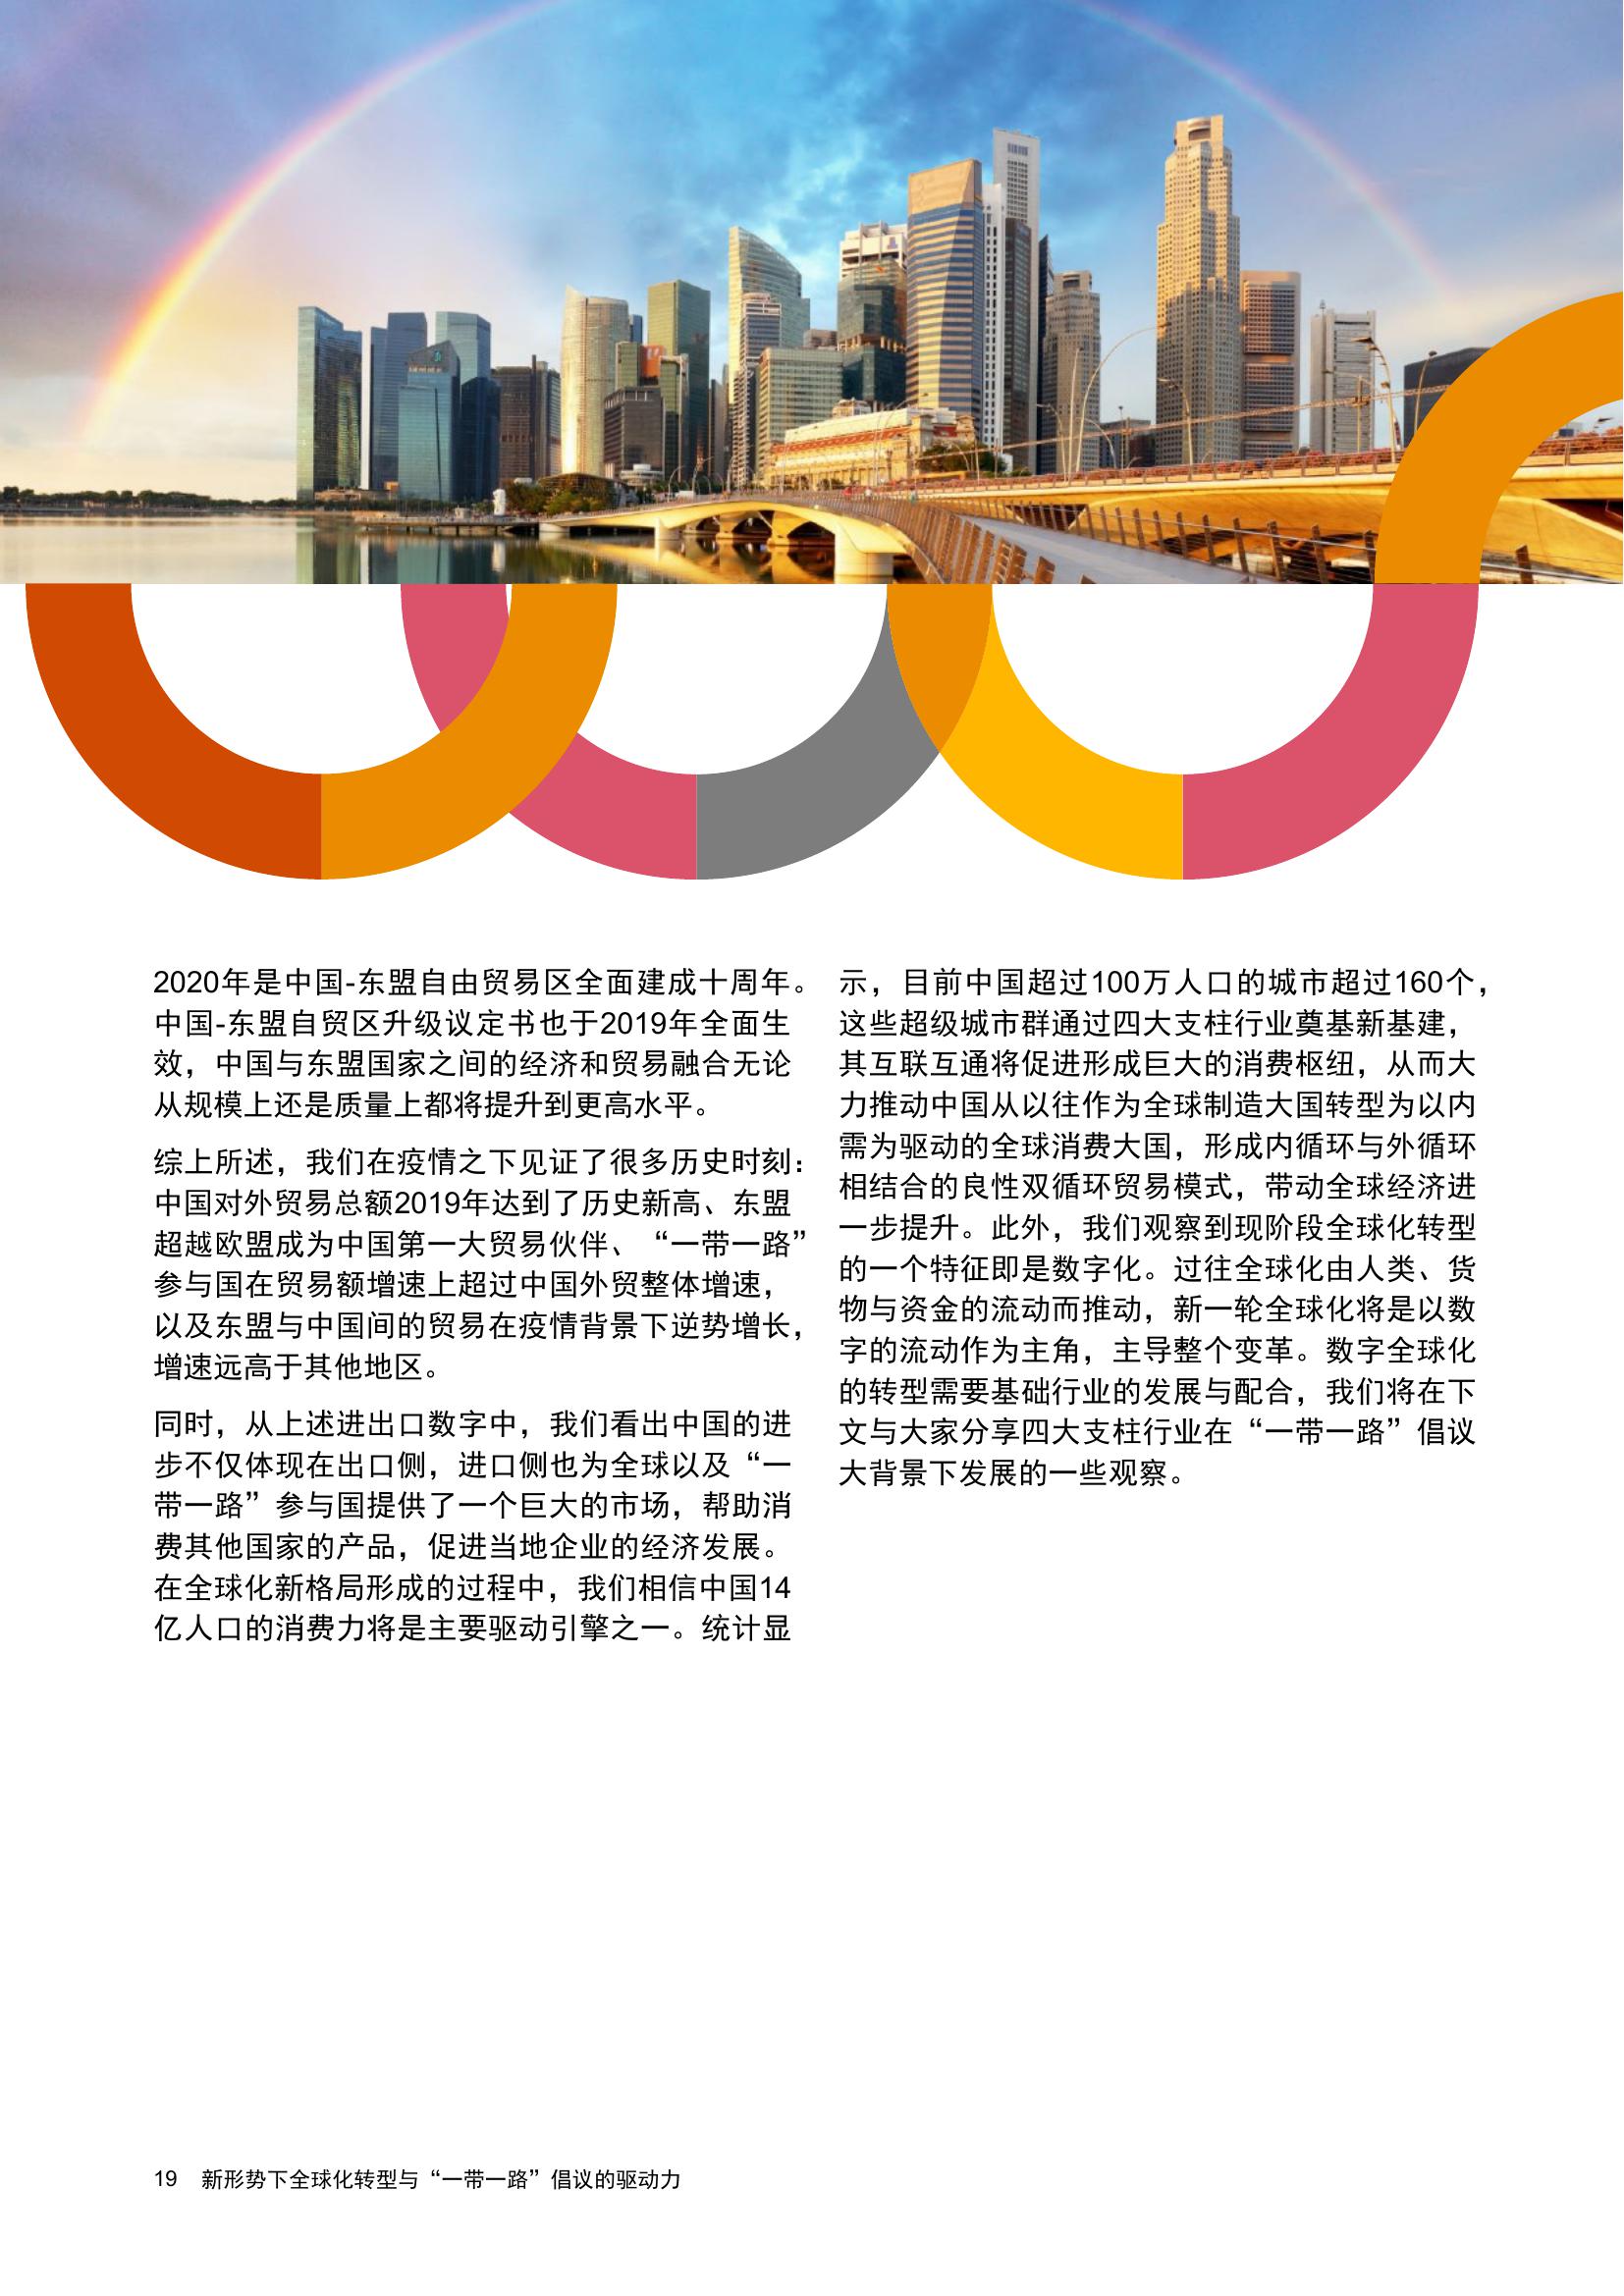 2020年是中国-东盟自由贸易区全面建成十周年。
中国-东盟自贸区升级议定书也于2019年全面生
效，中国与东盟国家之间的经济和贸易融合无论
从规模上还是质量上都将提升到更高水平。
综上所述，我们在疫情之下见证了很多历史时刻：
中国对外贸易总额2019年达到了历史新高、东盟
超越欧盟成为中国第一大贸易伙伴、“一带一路”
参与国在贸易额增速上超过中国外贸整体增速，
以及东盟与中国间的贸易在疫情背景下逆势增长，
增速远高于其他地区。
同时，从上述进出口数字中，我们看出中国的进
步不仅体现在出口侧，进口侧也为全球以及“一
带一路”参与国提供了一个巨大的市场，帮助消
费其他国家的产品，促进当地企业的经济发展。
在全球化新格局形成的过程中，我们相信中国14
亿人口的消费力将是主要驱动引擎之一。统计显
示，目前中国超过100万人口的城市超过160个，
这些超级城市群通过四大支柱行业奠基新基建，
其互联互通将促进形成巨大的消费枢纽，从而大
力推动中国从以往作为全球制造大国转型为以内
需为驱动的全球消费大国，形成内循环与外循环
相结合的良性双循环贸易模式，带动全球经济进
一步提升。此外，我们观察到现阶段全球化转型
的一个特征即是数字化。过往全球化由人类、货
物与资金的流动而推动，新一轮全球化将是以数
字的流动作为主角，主导整个变革。数字全球化
的转型需要基础行业的发展与配合，我们将在下
文与大家分享四大支柱行业在“一带一路”倡议
大背景下发展的一些观察。
19 新形势下全球化转型与“一带一路”倡议的驱动力